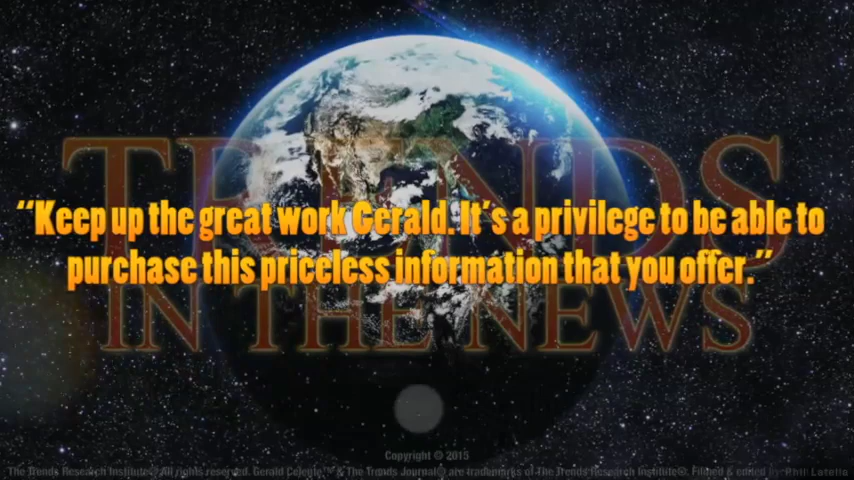 TRENDS
IN THE NEWS
“Keep up the great work Gerald. It's a privilege to be able to
purchase this priceless information that you offer.”
Copyright © 2015
The Trends Research Institute®. All rights reserved. Gerald Celente™ & The Trends Journal® are trademarks of The Trends Research Institute®. Filmed & edited by: